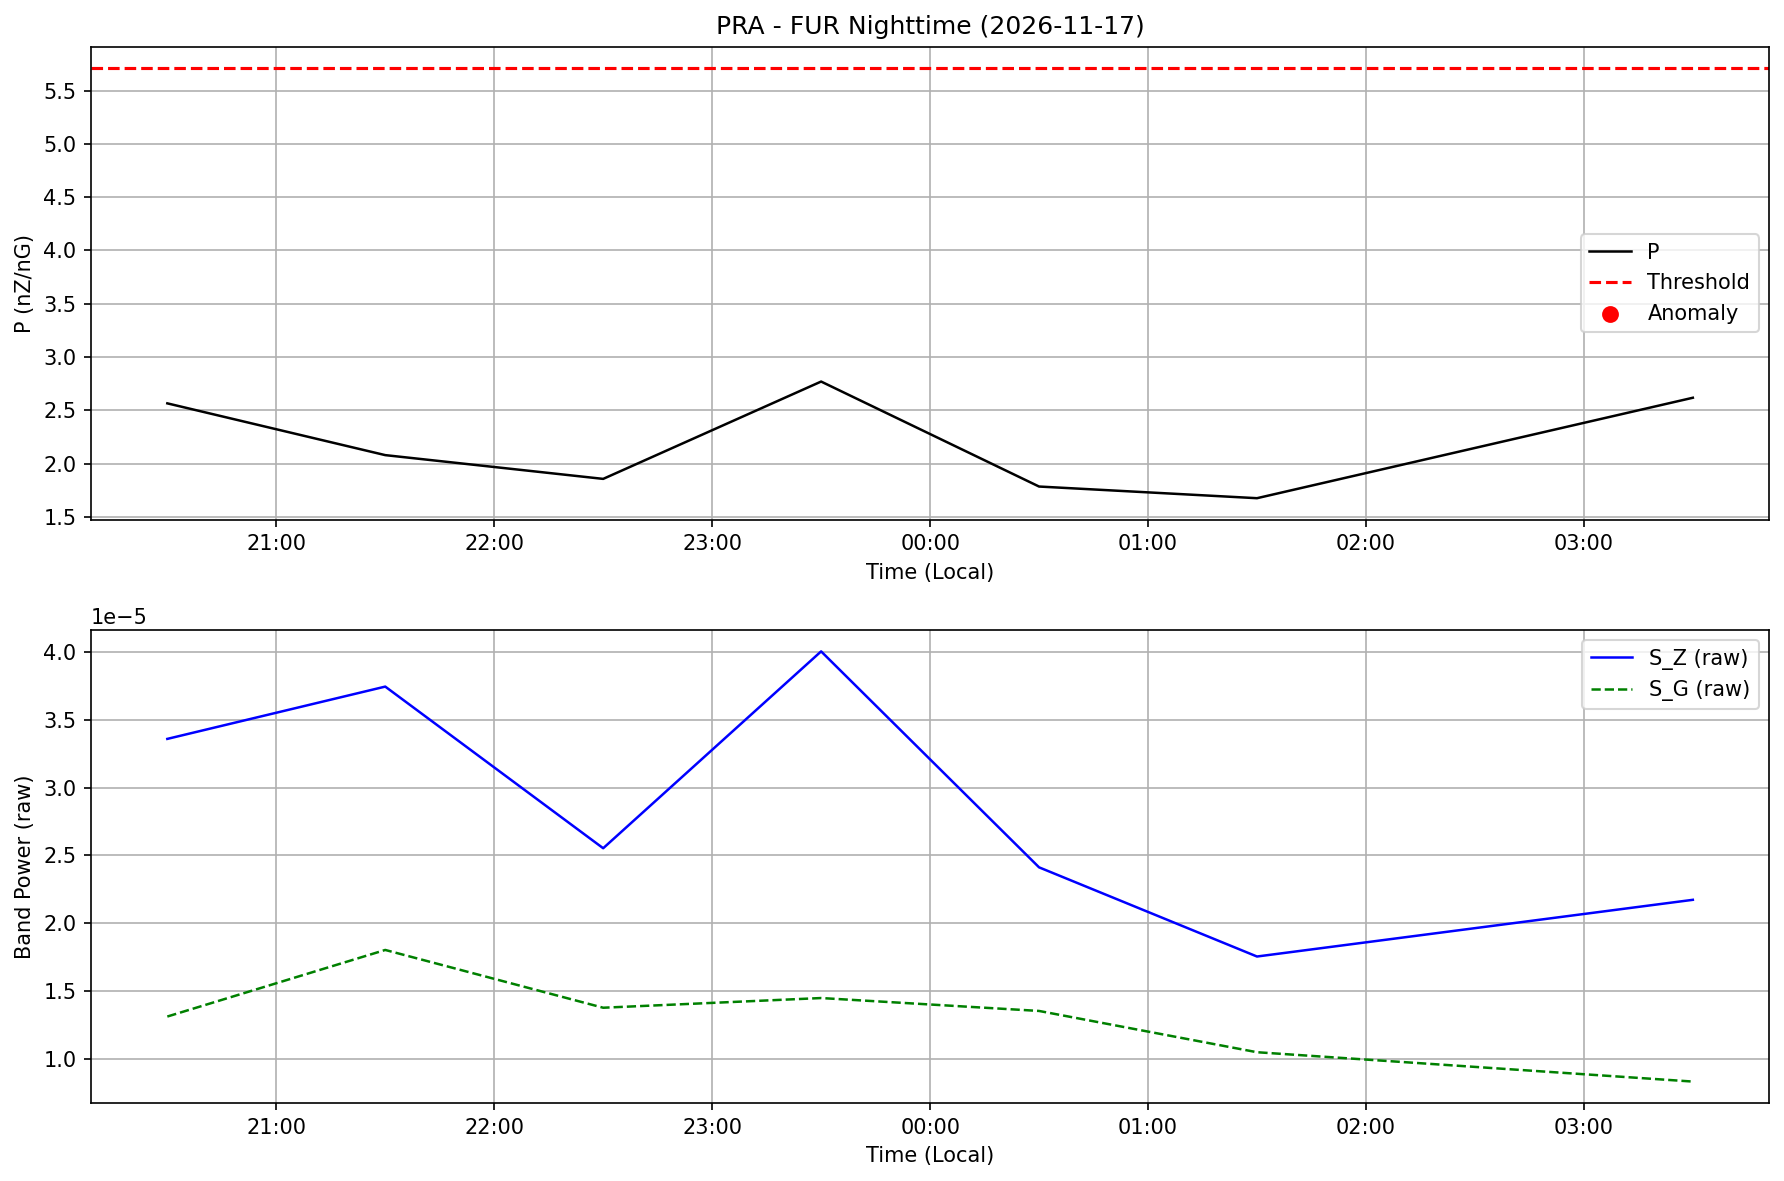 PRA - FUR Nighttime (2026-11-17)
P (nZ/nG)
5.5
5.0
4.5
4.0
3.5
3.0
2.5
2.0
1.5
P
Threshold
Anomaly
21:00 22:00 23:00 00:00 01:00 02:00 03:00
Time (Local)
1e−5
Band Power (raw)
4.0
3.5
3.0
2.5
2.0
1.5
1.0
S_Z (raw)
S_G (raw)
21:00 22:00 23:00 00:00 01:00 02:00 03:00
Time (Local)